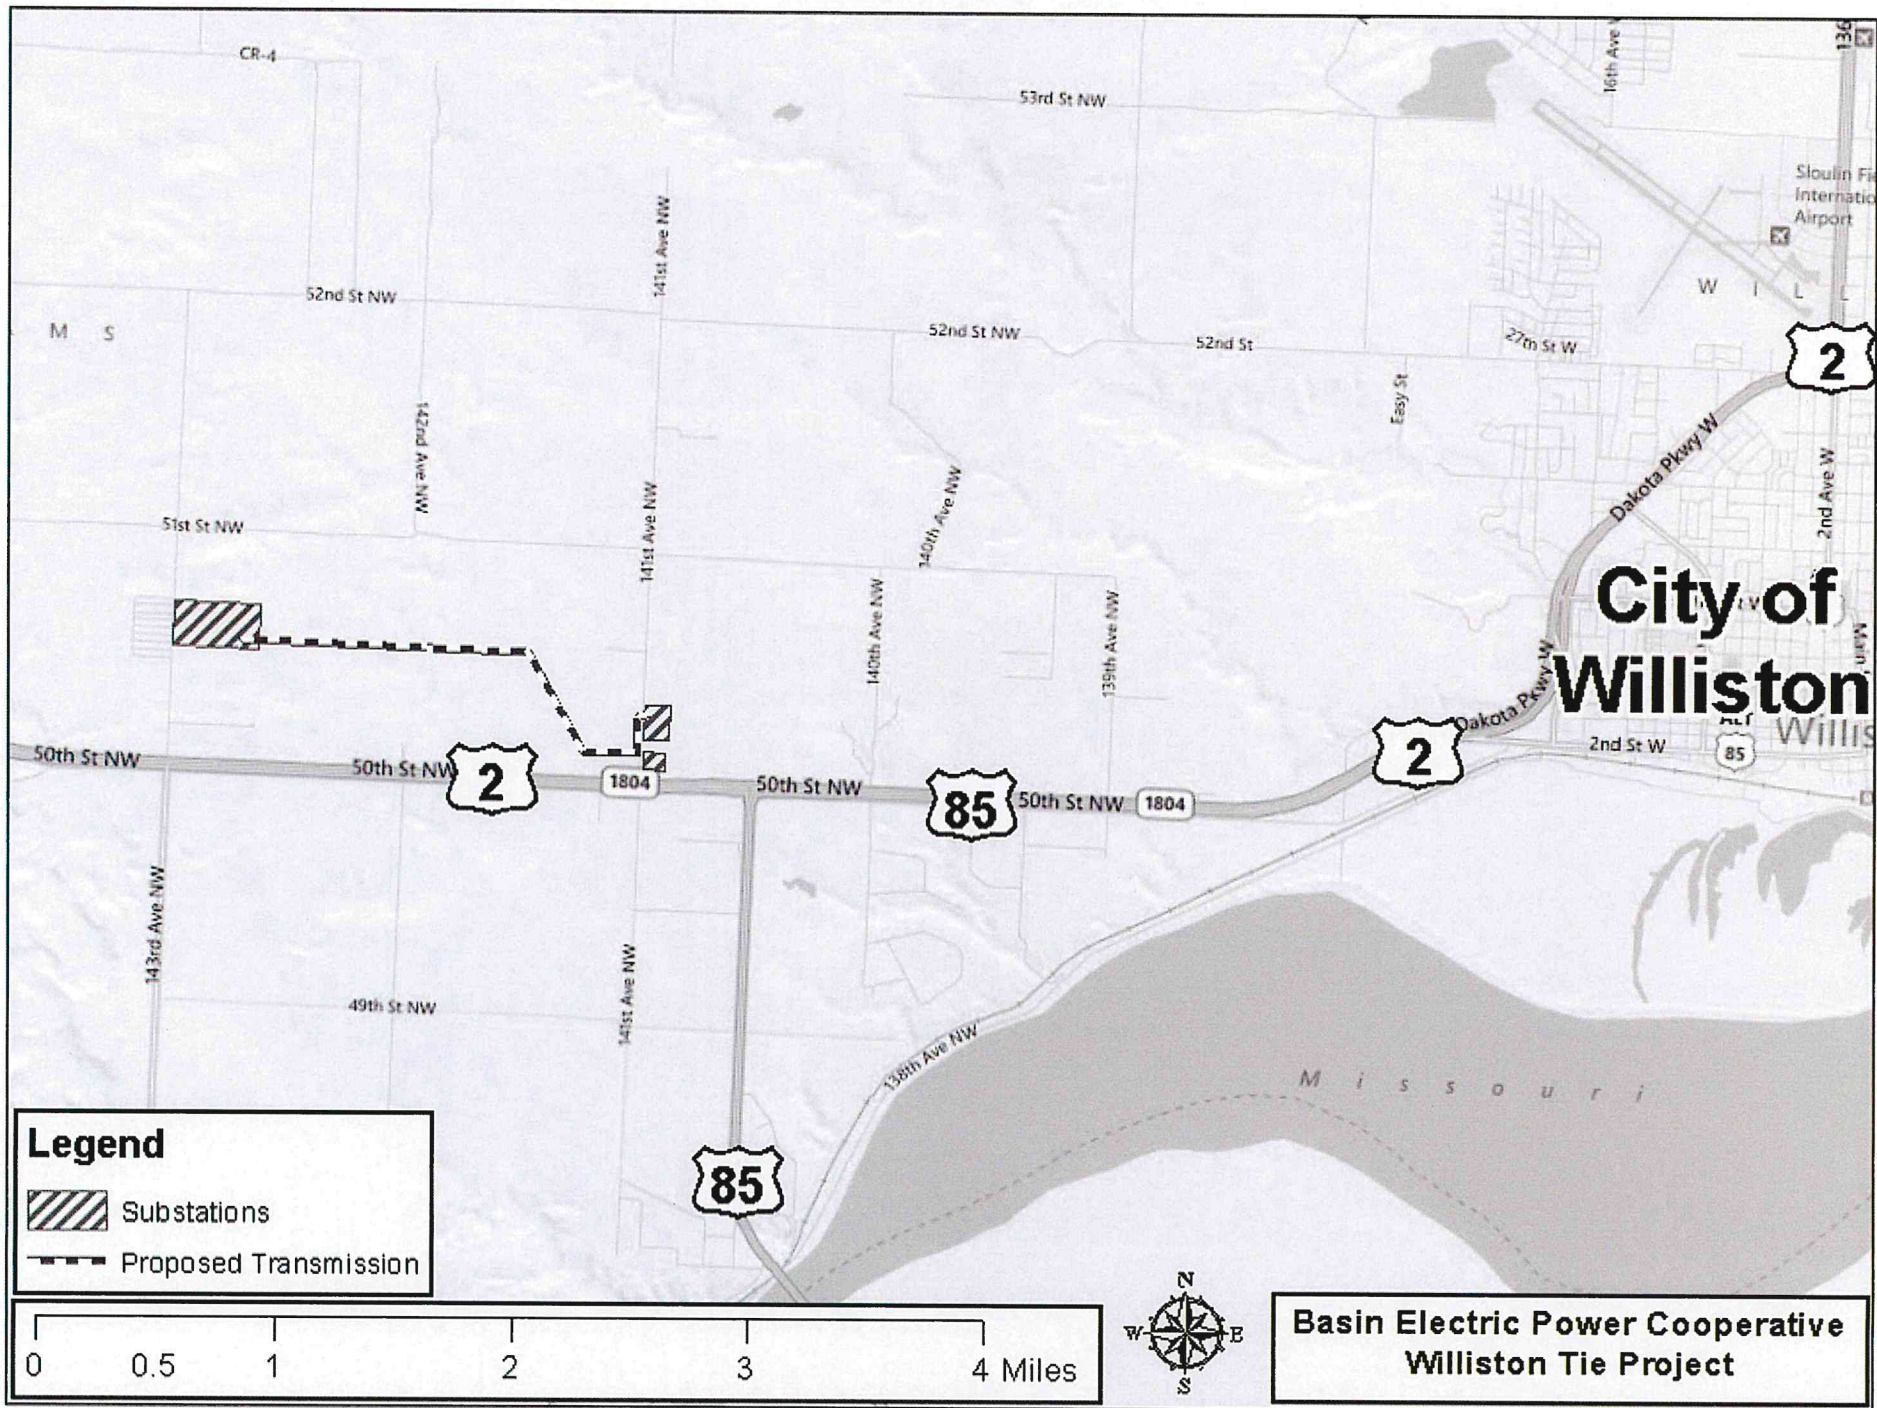 CR-4
53rd St NW
16th Ave
136
Sloulin Fi
Internatio
Airport
W I L L
M S
52nd St NW
141st Ave NW
52nd St NW
52nd St
27th St W
2
Easy St
142nd Ave NW
Dakota Pkwy W
2nd Ave W
51st St NW
141st Ave NW
140th Ave NW
City of
Williston
140th Ave NW
139th Ave NW
Dakota Pkwy W
Main
ALT
85
Willis
2nd St W
2
50th St NW
50th St NW
2
1804
50th St NW
85
50th St NW
1804
143rd Ave NW
141st Ave NW
49th St NW
138th Ave NW
Missouri
85
Legend
Substations
Proposed Transmission
0 0.5 1 2 3 4 Miles
N
W E
S
Basin Electric Power Cooperative
Williston Tie Project